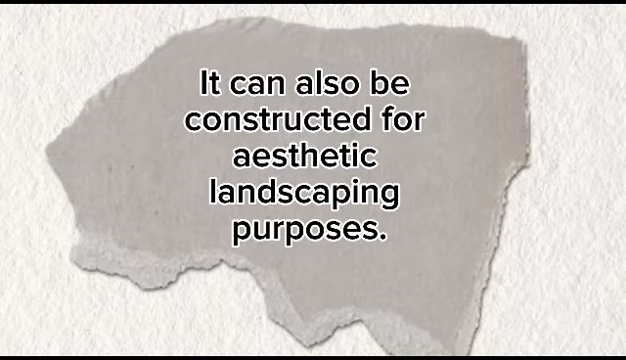 It can also be
constructed for
aesthetic
landscaping
purposes.